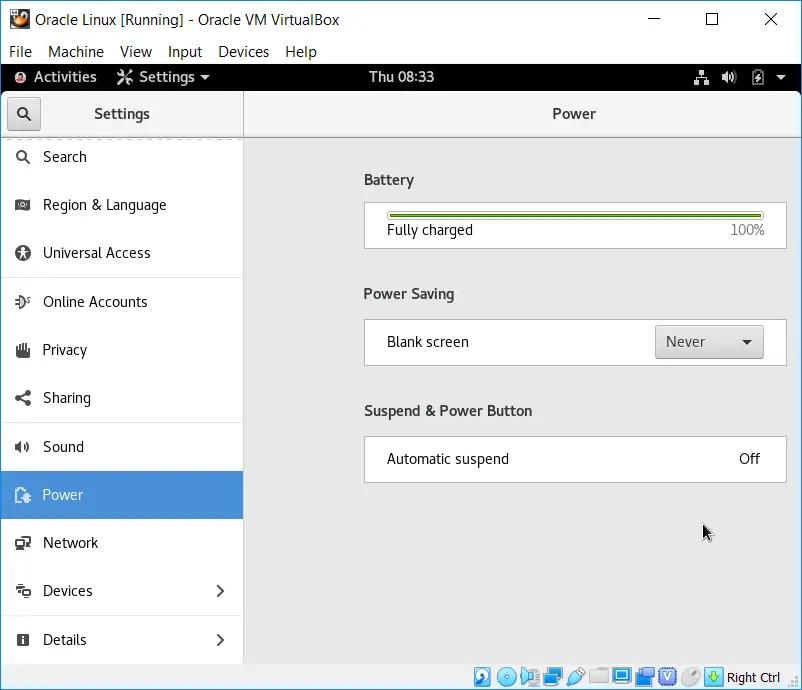 Oracle Linux [Running] - Oracle VM VirtualBox
File Machine View Input Devices Help
Activities Settings Thu 08:33
Settings Power
Search
Region & Language
Universal Access
Online Accounts
Privacy
Sharing
Sound
Power
Network
Devices
Details
Battery
Fully charged 100%
Power Saving
Blank screen Never
Suspend & Power Button
Automatic suspend Off
Right Ctrl